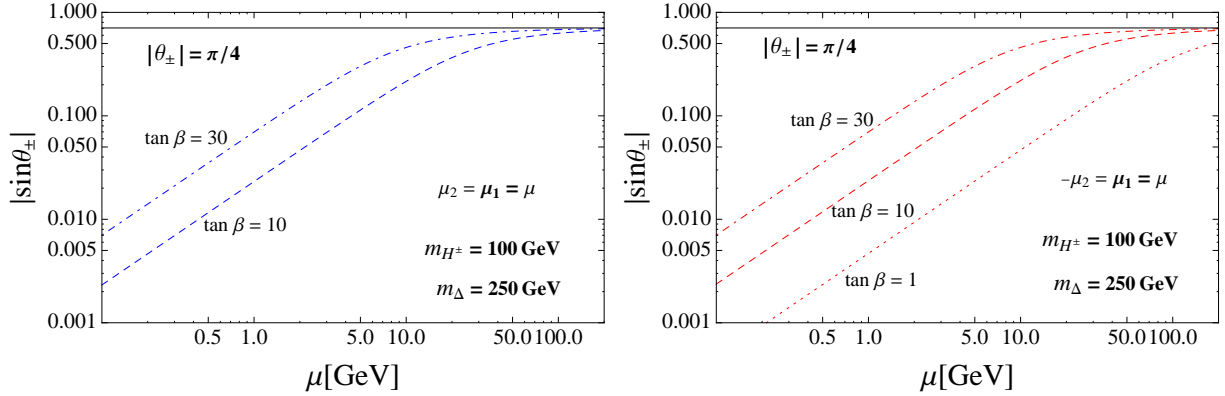 1.000
0.500
0.100
0.050
0.010
0.005
0.001
|sinθ±|
|θ±| = π/4
tan β = 30
μ2 = μ1 = μ
tan β = 10
mH± = 100 GeV
mΔ = 250 GeV
0.5 1.0 5.0 10.0 50.0 100.0
μ[GeV]
1.000
0.500
0.100
0.050
0.010
0.005
0.001
|sinθ±|
|θ±| = π/4
tan β = 30
−μ2 = μ1 = μ
tan β = 10
mH± = 100 GeV
tan β = 1
mΔ = 250 GeV
0.5 1.0 5.0 10.0 50.0 100.0
μ[GeV]